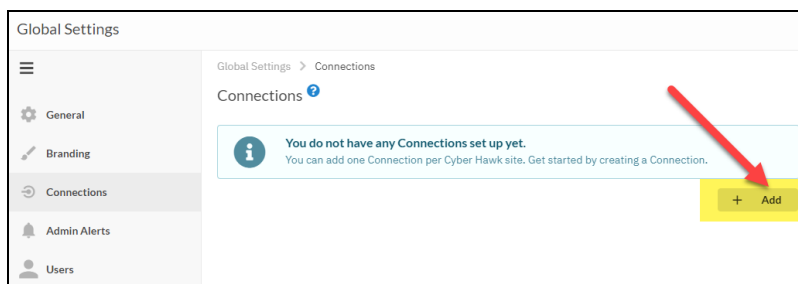 Global Settings
Global Settings > Connections
Connections ?
General
Branding
Connections
Admin Alerts
Users
You do not have any Connections set up yet.
You can add one Connection per Cyber Hawk site. Get started by creating a Connection.
+ Add